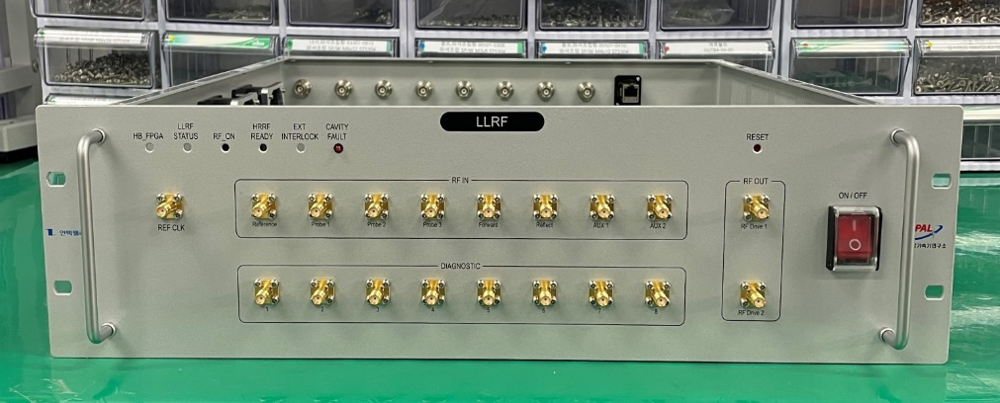 LLRF
HB_FPGA
LLRF
STATUS
RF_ON
HRRF
READY
EXT
INTERLOCK
CAVITY
FAULT
RESET
RF IN
RF OUT
ON / OFF
REF CLK
Reference
Probe 1
Probe 2
Probe 3
Forward
Reflect
AUX 1
AUX 2
RF Drive 1
PAL
DIAGNOSTIC
1
2
3
4
5
6
7
8
RF Drive 2